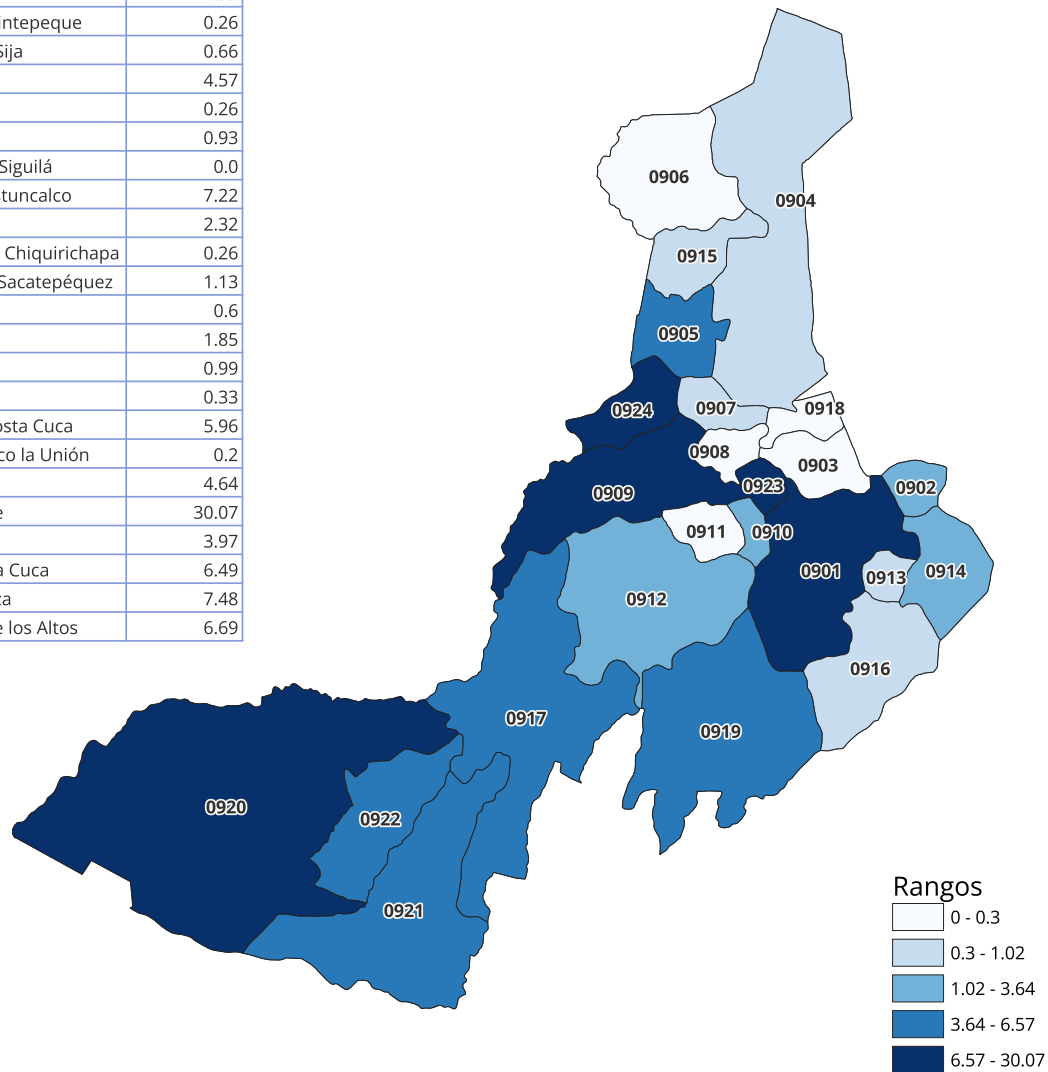 intepeque 0.26
Sija 0.66
4.57
0.26
0.93
Siguilá 0.0
tuncalco 7.22
2.32
Chiquirichapa 0.26
Sacatepéquez 1.13
0.6
1.85
0.99
0.33
osta Cuca 5.96
co la Unión 0.2
4.64
e 30.07
3.97
a Cuca 6.49
za 7.48
e los Altos 6.69
0906
0904
0915
0905
0924
0907
0918
0908
0903
0923
0902
0909
0911
0910
0901
0913
0914
0912
0916
0917
0919
0920
0922
0921
Rangos
0 - 0.3
0.3 - 1.02
1.02 - 3.64
3.64 - 6.57
6.57 - 30.07